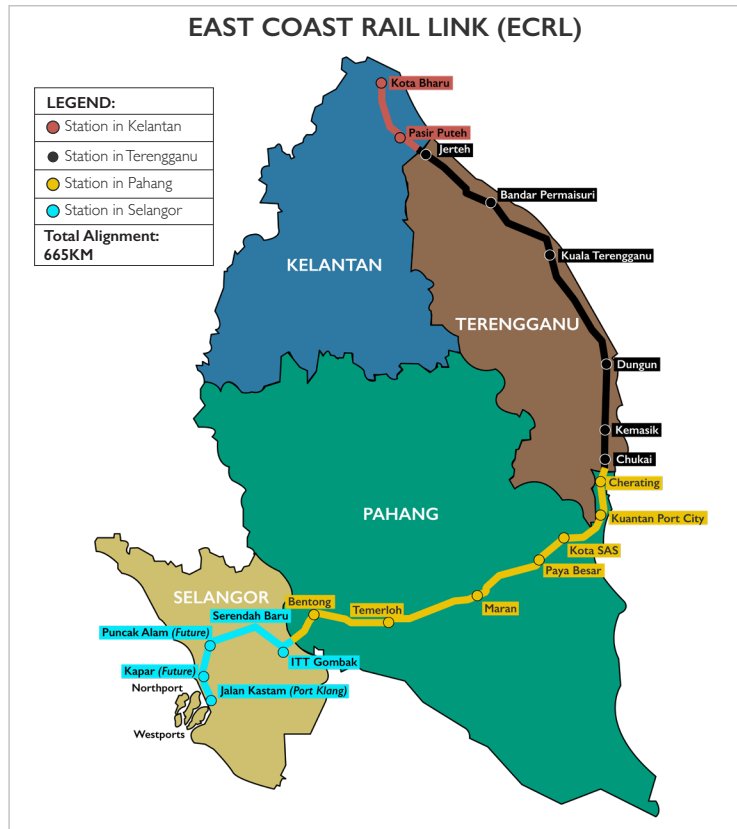 EAST COAST RAIL LINK (ECRL)
LEGEND:
Station in Kelantan
Station in Terengganu
Station in Pahang
Station in Selangor
Total Alignment:
665KM
Kota Bharu
Pasir Puteh
Jerteh
Bandar Permaisuri
Kuala Terengganu
KELANTAN
TERENGGANU
Dungun
Kemasik
Chukai
Cherating
Kuantan Port City
PAHANG
Kota SAS
Paya Besar
Maran
Temerloh
Bentong
SELANGOR
Serendah Baru
Puncak Alam (Future)
ITT Gombak
Kapar (Future)
Northport
Jalan Kastam (Port Klang)
Westports